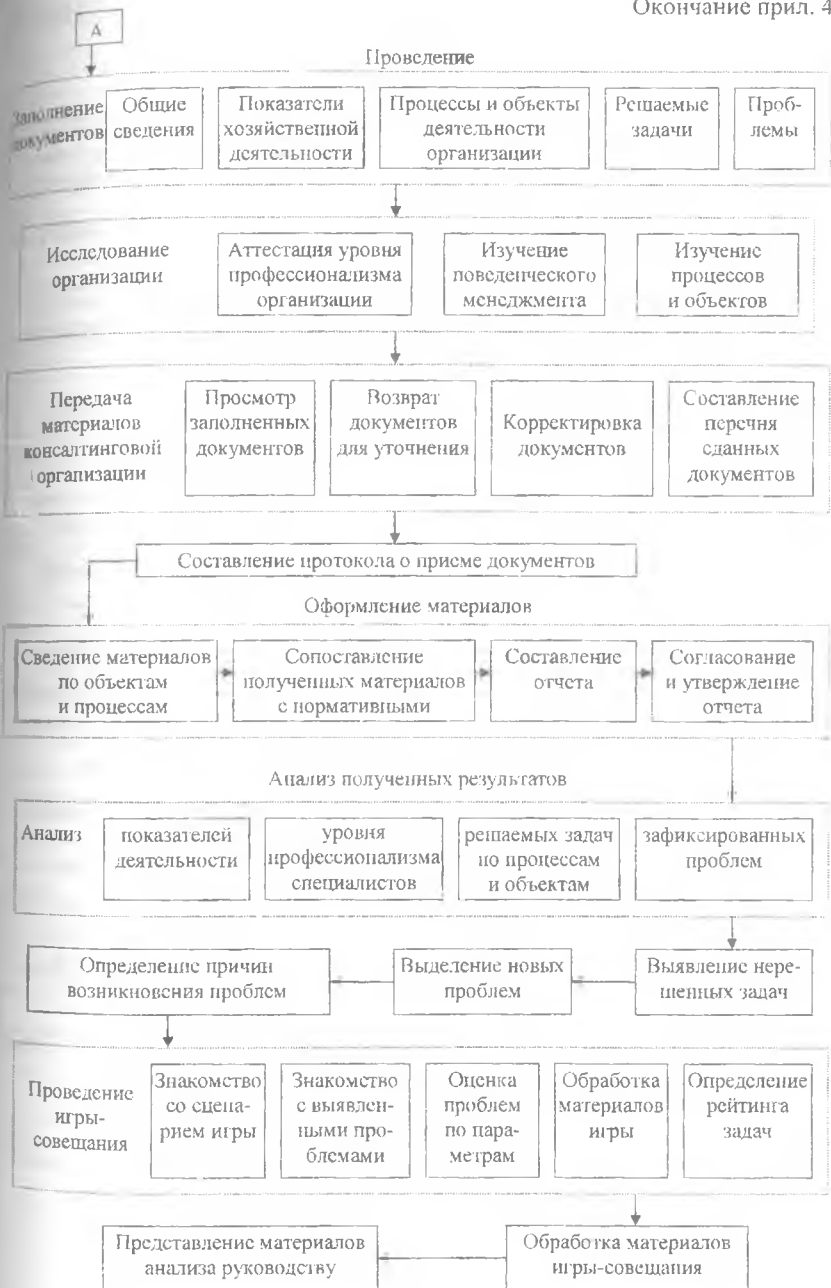 Окончание прил. 4
А
Проведение
Заполнение
документов
Общие
сведения
Показатели
хозяйственной
деятельности
Процессы и объекты
деятельности
организации
Решаемые
задачи
Проб-
лемы
Исследование
организации
Аттестация уровня
профессионализма
организации
Изучение
поведенческого
менеджмента
Изучение
процессов
и объектов
Передача
материалов
консалтинговой
организации
Просмотр
заполненных
документов
Возврат
документов
для уточнения
Корректировка
документов
Составление
перечня
сданных
документов
Составление протокола о приеме документов
Оформление материалов
Сведение материалов
по объектам
и процессам
Сопоставление
полученных материалов
с нормативными
Составление
отчета
Согласование
и утверждение
отчета
Анализ полученных результатов
Анализ
показателей
деятельности
уровня
профессионализма
специалистов
решаемых задач
по процессам
и объектам
зафиксированных
проблем
Определение причин
возникновения проблем
Выделение новых
проблем
Выявление нере-
шенных задач
Проведение
игры-
совещания
Знакомство
со сцена-
рием игры
Знакомство
с выявлен-
ными про-
блемами
Оценка
проблем
по пара-
метрам
Обработка
материалов
игры
Определение
рейтинга
задач
Представление материалов
анализа руководству
Обработка материалов
игры-совещания